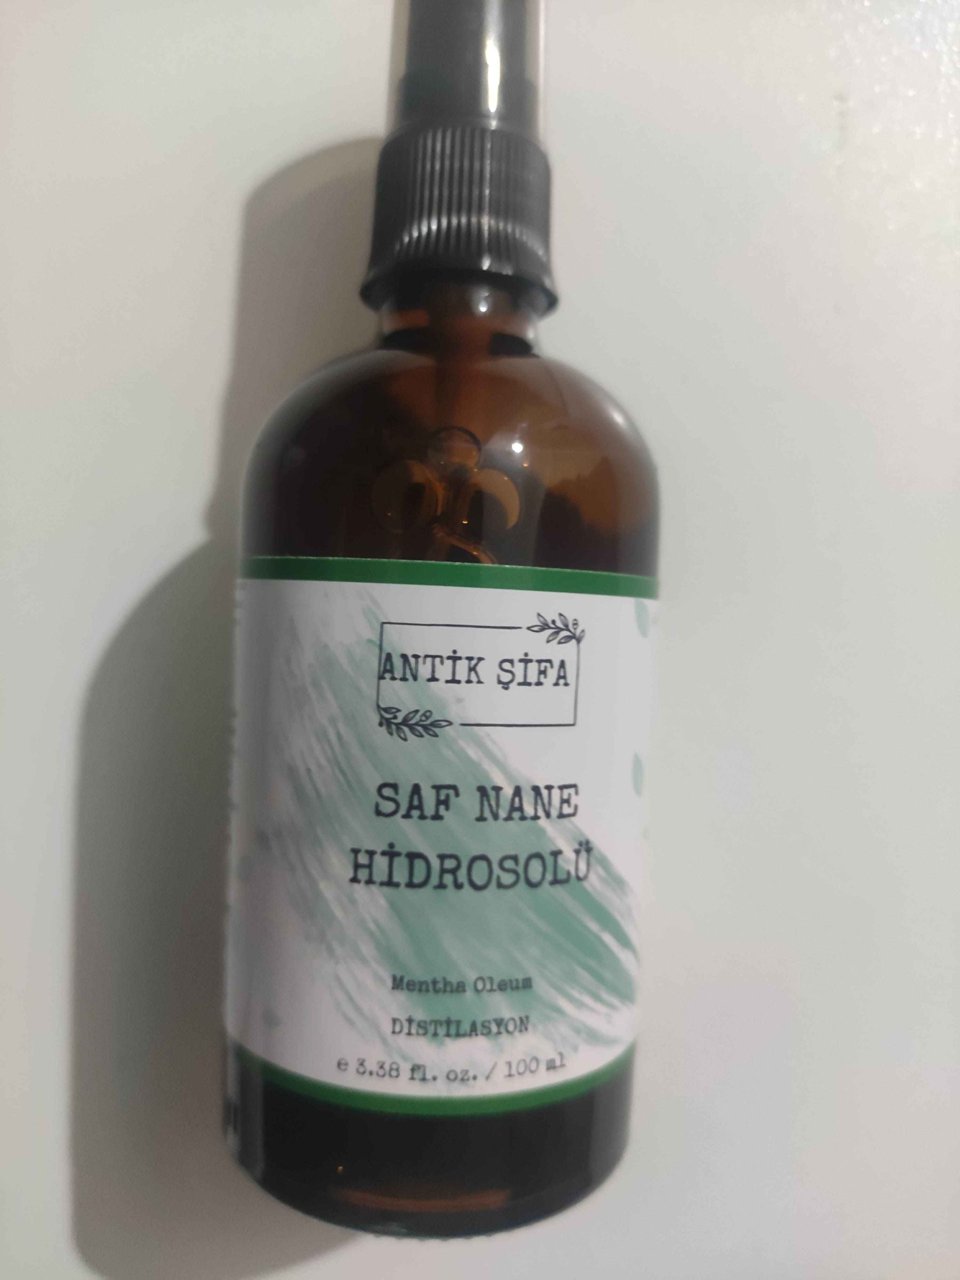 ANTİK ŞİFA
SAF NANE
HİDROSOLÜ
Mentha Oleum
DİSTİLASYON
e 3.38 fl. oz. / 100 ml